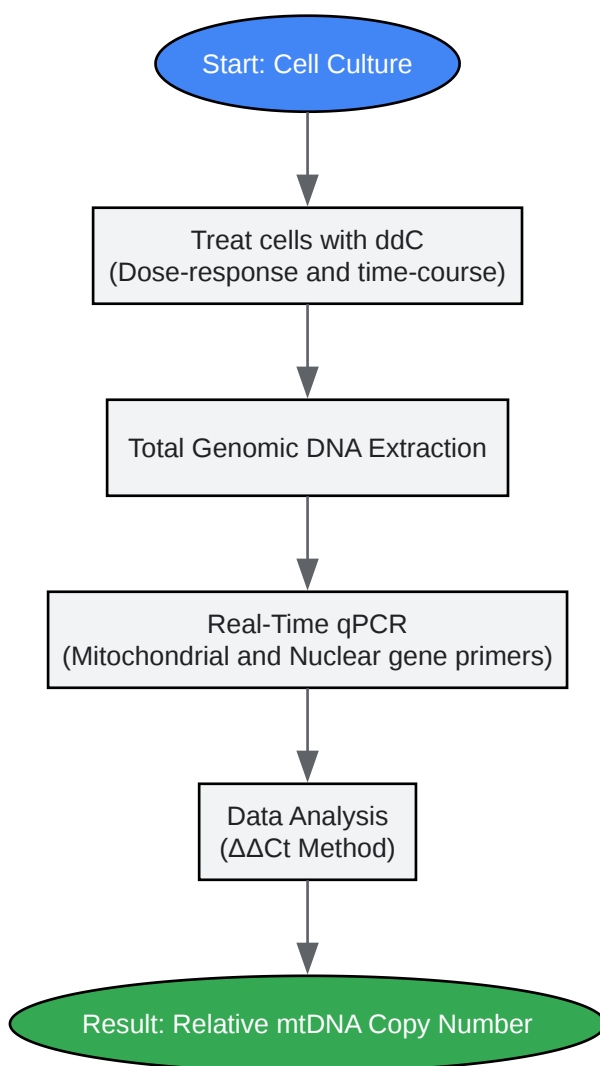 Start: Cell Culture
Treat cells with ddC
(Dose-response and time-course)
Total Genomic DNA Extraction
Real-Time qPCR
(Mitochondrial and Nuclear gene primers)
Data Analysis
(ΔΔCt Method)
Result: Relative mtDNA Copy Number